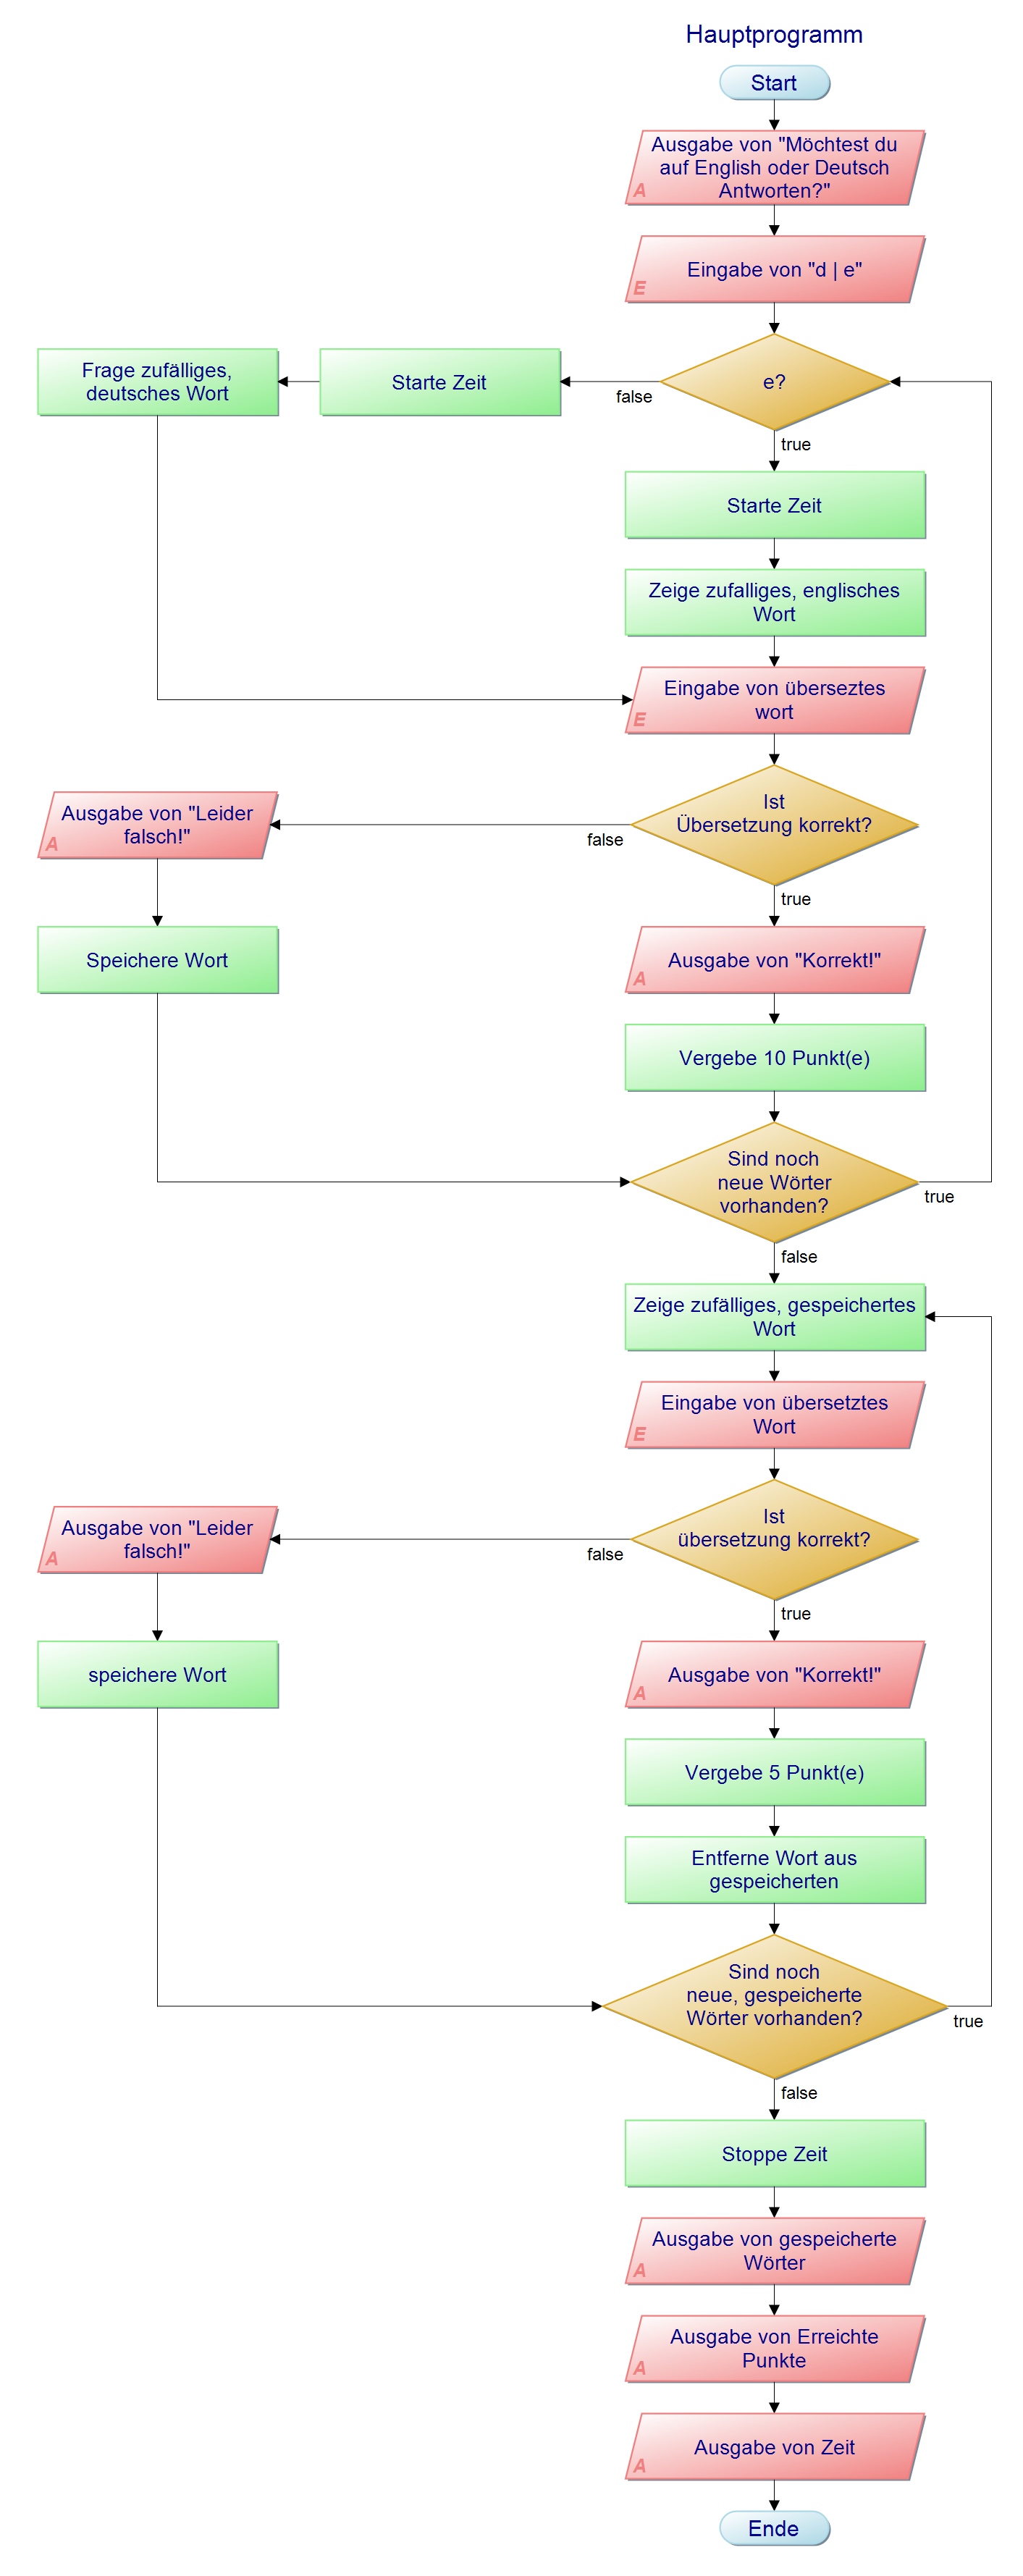 Hauptprogramm
Start
Ausgabe von "Möchtest du
auf English oder Deutsch
Antworten?"
A
Eingabe von "d | e"
E
e?
false
true
Starte Zeit
Frage zufälliges,
deutsches Wort
Starte Zeit
Zeige zufalliges, englisches
Wort
Eingabe von überseztes
wort
E
Ist
Übersetzung korrekt?
false
true
Ausgabe von "Leider
falsch!"
A
Speichere Wort
Ausgabe von "Korrekt!"
A
Vergebe 10 Punkt(e)
Sind noch
neue Wörter
vorhanden?
true
false
Zeige zufälliges, gespeichertes
Wort
Eingabe von übersetztes
Wort
E
Ist
übersetzung korrekt?
false
true
Ausgabe von "Leider
falsch!"
A
speichere Wort
Ausgabe von "Korrekt!"
A
Vergebe 5 Punkt(e)
Entferne Wort aus
gespeicherten
Sind noch
neue, gespeicherte
Wörter vorhanden?
true
false
Stoppe Zeit
Ausgabe von gespeicherte
Wörter
A
Ausgabe von Erreichte
Punkte
A
Ausgabe von Zeit
A
Ende